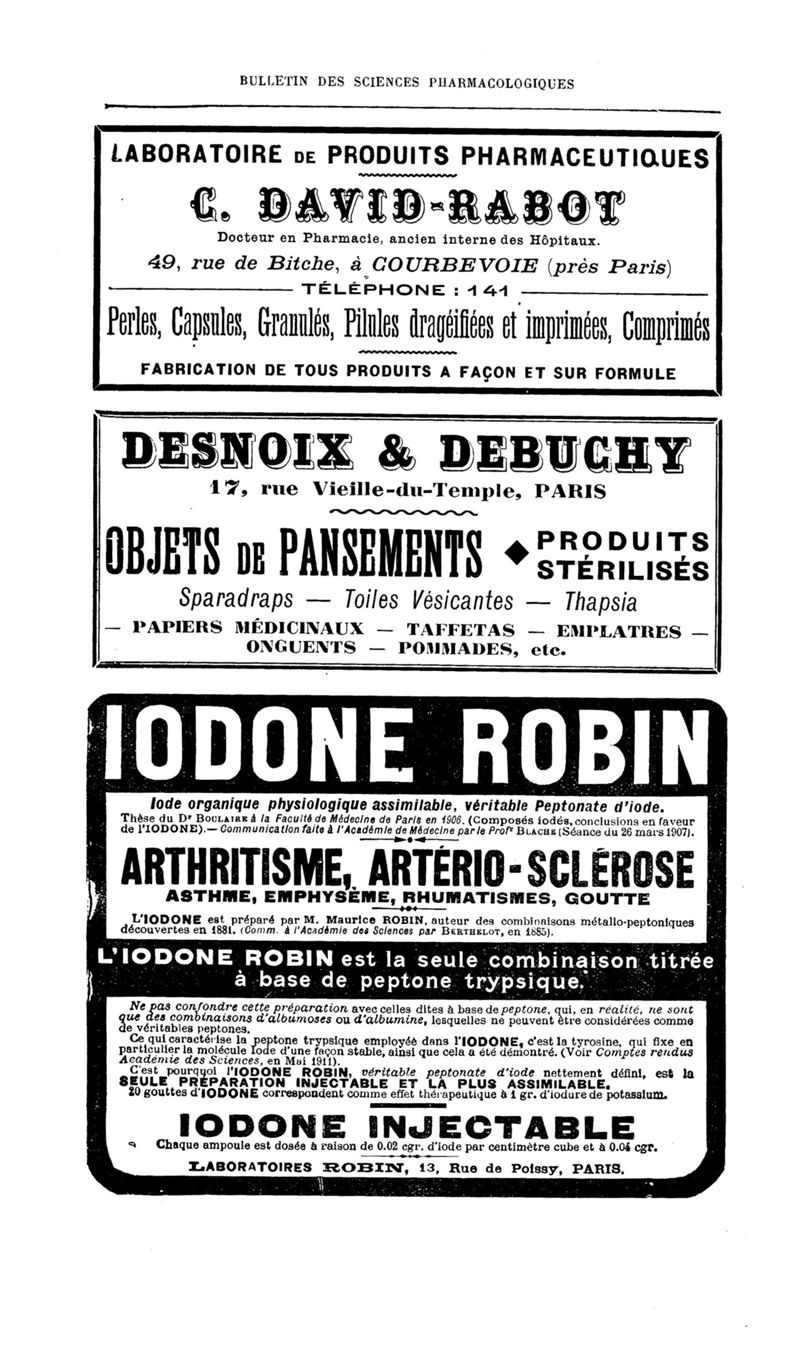 BULLETIN DES SCIENCES PHARMACOLOGIQUES
LABORATOIRE DE PRODUITS PHARMACEUTIQUES
C. DAVID-RABOT
Docteur en Pharmacie, ancien interne des Hôpitaux.
49, rue de Bitche, à COURBEVOIE (près Paris)
TÉLÉPHONE : 141
Perles, Capsules, Granulés, Pilules dragéifiées et imprimées, Comprimés
FABRICATION DE TOUS PRODUITS A FAÇON ET SUR FORMULE
DESNOIX & DEBUCHY
17, rue Vieille-du-Temple, PARIS
OBJETS DE PANSEMENTS ◆ PRODUITS STÉRILISÉS
Sparadraps — Toiles Vésicantes — Thapsia
— PAPIERS MÉDICINAUX — TAFFETAS — EMPLATRES —
ONGUENTS — POMMADES, etc.
IODONE ROBIN
Iode organique physiologique assimilable, véritable Peptonate d'iode.
Thèse du Dr BOULAIRE à la Faculté de Médecine de Paris en 1906. (Composés iodés, conclusions en faveur
de l'IODONE).— Communication faite à l'Académie de Médecine par le Profr BLACHE (Séance du 26 mars 1907).
ARTHRITISME, ARTÉRIO-SCLÉROSE
ASTHME, EMPHYSÈME, RHUMATISMES, GOUTTE
L'IODONE est préparé par M. Maurice ROBIN, auteur des combinaisons métallo-peptoniques
découvertes en 1881. (Comm. à l'Académie des Sciences par BERTHELOT, en 1885).
L'IODONE ROBIN est la seule combinaison titrée
à base de peptone trypsique.
Ne pas confondre cette préparation avec celles dites à base de peptone, qui, en réalité, ne sont
que des combinaisons d'albumoses ou d'albumine, lesquelles ne peuvent être considérées comme
de véritables peptones.
Ce qui caractérise la peptone trypsique employée dans l'IODONE, c'est la tyrosine, qui fixe en
particulier la molécule Iode d'une façon stable, ainsi que cela a été démontré. (Voir Comptes rendus
Académie des Sciences, en Mai 1911).
C'est pourquoi l'IODONE ROBIN, véritable peptonate d'iode nettement défini, est la
SEULE PRÉPARATION INJECTABLE ET LA PLUS ASSIMILABLE.
20 gouttes d'IODONE correspondent comme effet thérapeutique à 1 gr. d'iodure de potassium.
IODONE INJECTABLE
Chaque ampoule est dosée à raison de 0.02 cgr. d'iode par centimètre cube et à 0.04 cgr.
LABORATOIRES ROBIN, 13, Rue de Poissy, PARIS.